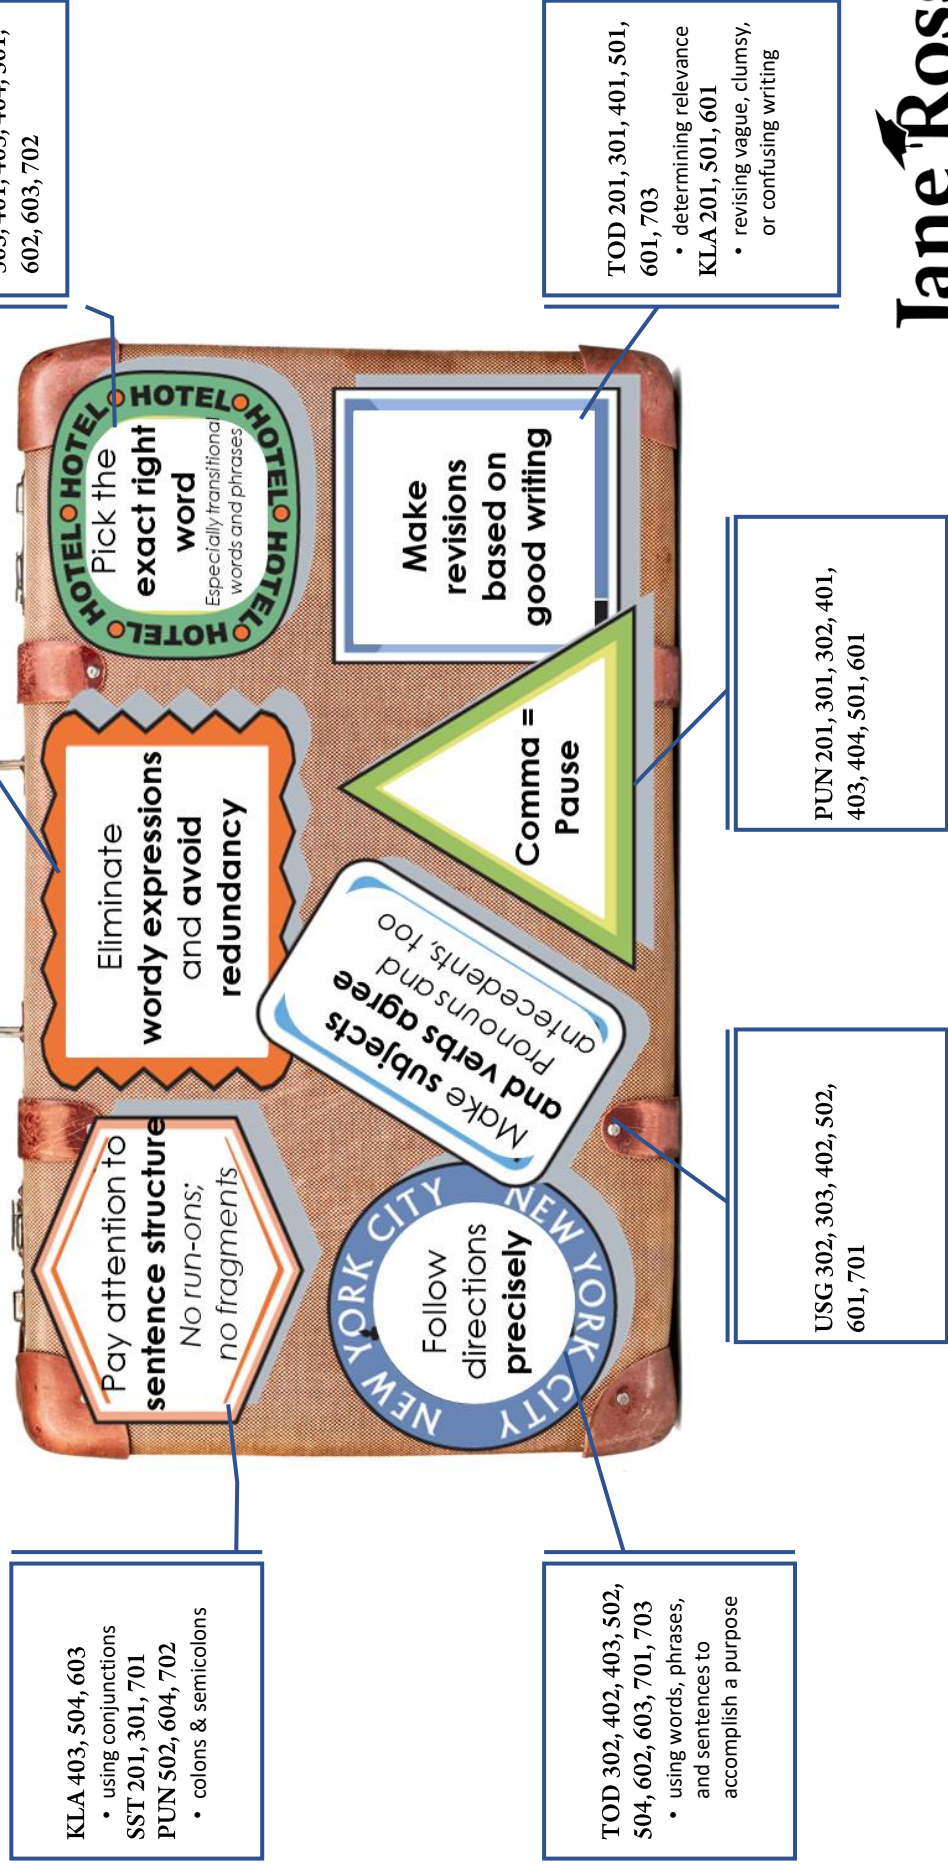 KLA 403, 504, 603
• using conjunctions
SST 201, 301, 701
PUN 502, 604, 702
• colons & semicolons
602, 603, 702
Pay attention to
sentence structure
No run-ons;
no fragments
Eliminate
wordy expressions
and avoid
redundancy
HOTEL HOTEL HOTEL HOTEL HOTEL HOTEL
Pick the
exact right
word
Especially transitional
words and phrases
NEW YORK CITY
NEW YORK CITY
Follow
directions
precisely
Make subjects
and verbs agree
Pronouns and
antecedents, too
Comma =
Pause
Make
revisions
based on
good writing
TOD 302, 402, 403, 502,
504, 602, 603, 701, 703
• using words, phrases,
and sentences to
accomplish a purpose
TOD 201, 301, 401, 501,
601, 703
• determining relevance
KLA 201, 501, 601
• revising vague, clumsy,
or confusing writing
USG 302, 303, 402, 502,
601, 701
PUN 201, 301, 302, 401,
403, 404, 501, 601
Jane Ross